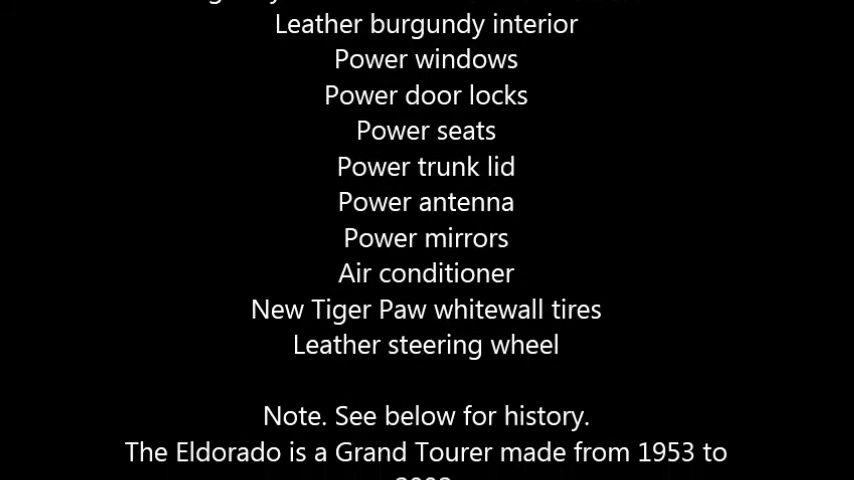 Leather burgundy interior
Power windows
Power door locks
Power seats
Power trunk lid
Power antenna
Power mirrors
Air conditioner
New Tiger Paw whitewall tires
Leather steering wheel
Note. See below for history.
The Eldorado is a Grand Tourer made from 1953 to